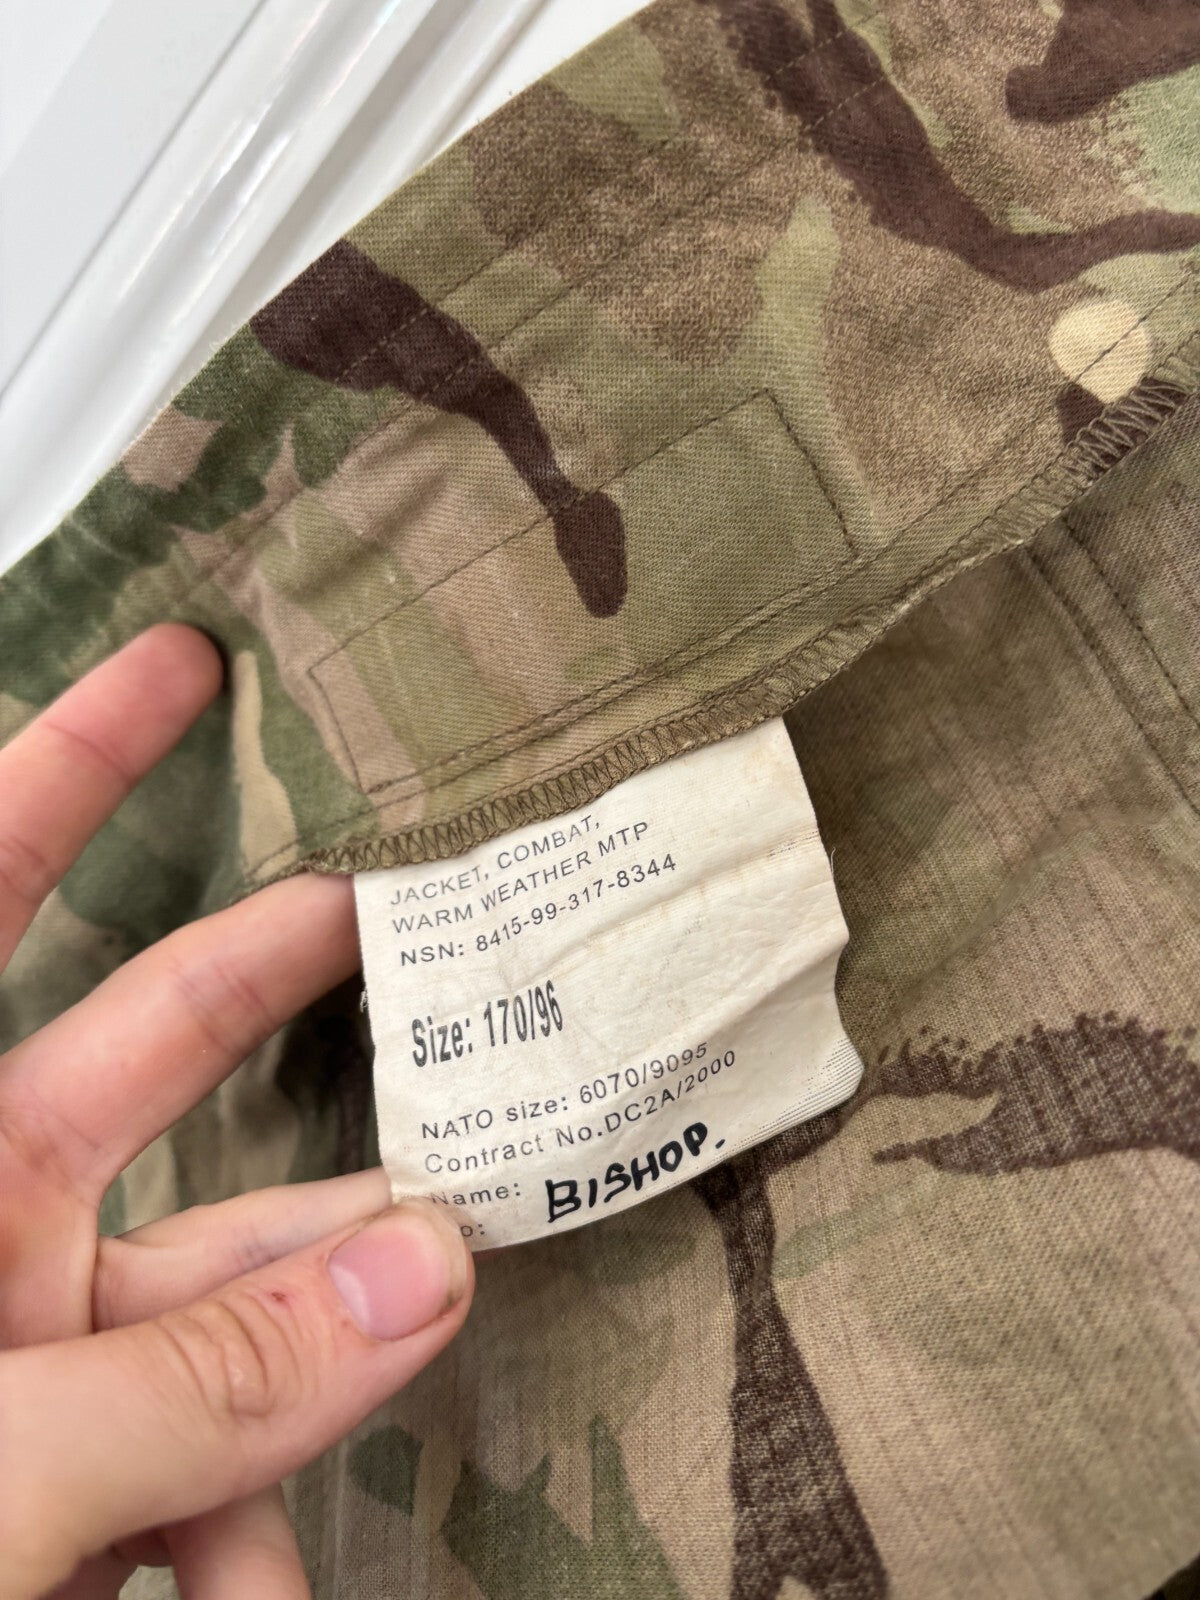 JACKET, COMBAT,
WARM WEATHER MTP
NSN: 8415-99-317-8344
Size: 170/96
NATO size: 6070/9095
Contract No.DC2A/2000
Name: BISHOP.